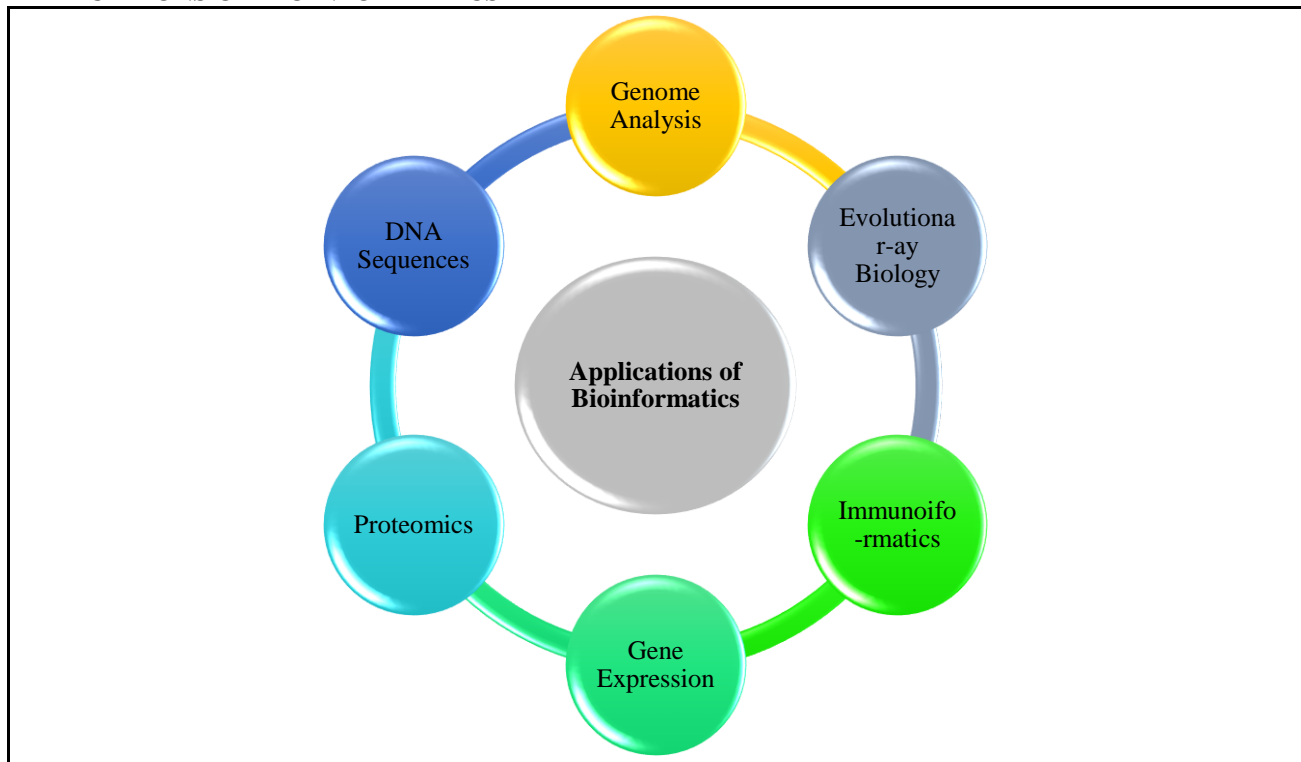 Genome
Analysis
Evolutiona
r-ay
Biology
DNA
Sequences
Applications of
Bioinformatics
Immunoifo
-rmatics
Proteomics
Gene
Expression